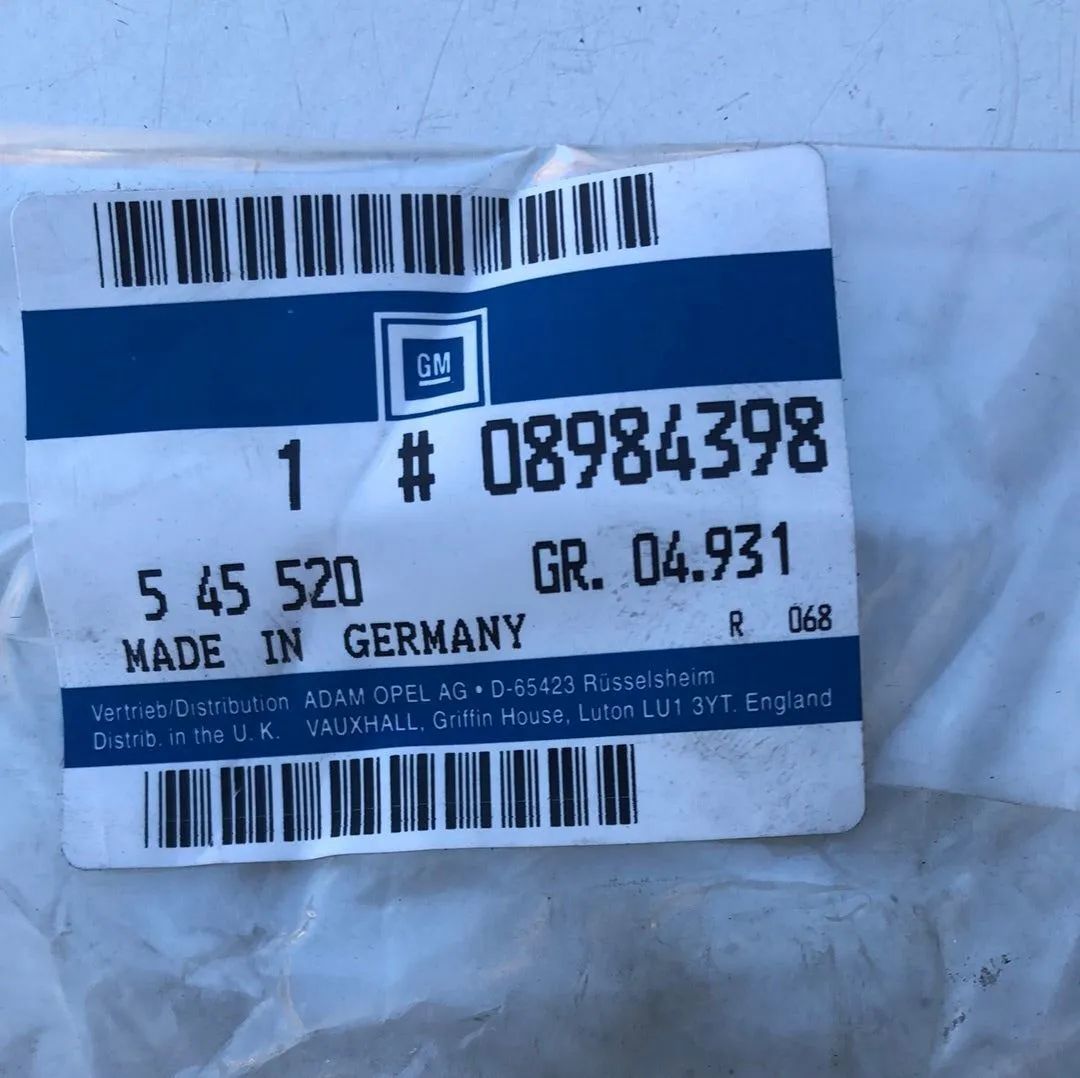 GM
1 # 08984398
5 45 520 GR. 04.931
MADE IN GERMANY R 068
Vertrieb/Distribution ADAM OPEL AG • D-65423 Rüsselsheim
Distrib. in the U. K. VAUXHALL, Griffin House, Luton LU1 3YT. England